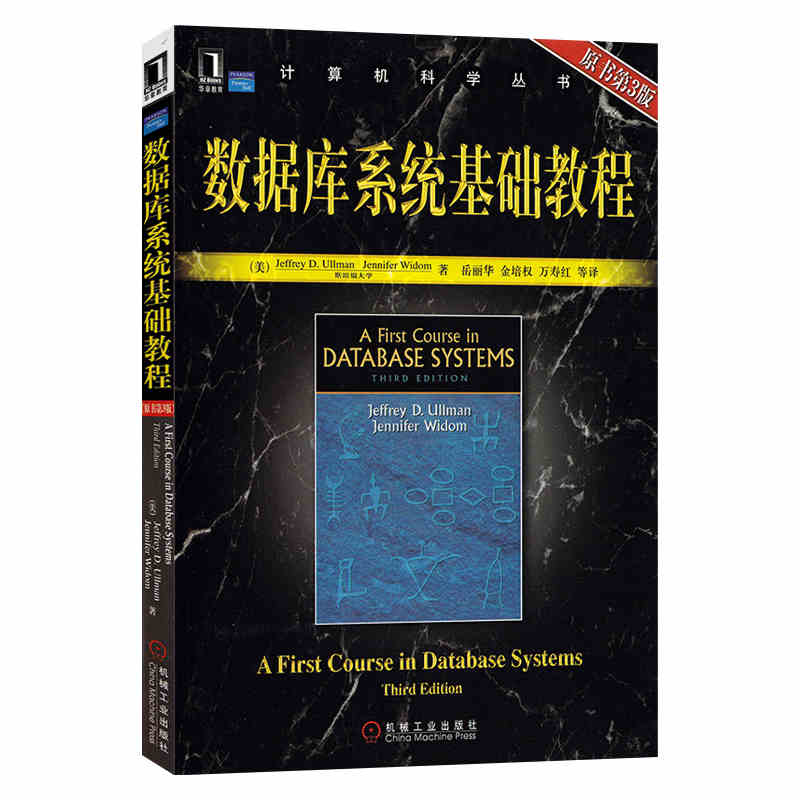 HZ Books
华章教育
PEARSON
Prentice Hall
计算机科学丛书
原书第3版
数据库系统基础教程
(美) Jeffrey D. Ullman Jennifer Widom 著 岳丽华 金培权 万寿红 等译
斯坦福大学
A First Course in
DATABASE SYSTEMS
THIRD EDITION
Jeffrey D. Ullman
Jennifer Widom
A First Course in Database Systems
Third Edition
机械工业出版社
China Machine Press
PEARSON
数据库系统基础教程
(原书第3版)
A First Course in Database Systems
Third Edition
(美) Jeffrey D. Ullman
Jennifer Widom
著
机械工业出版社
China Machine Press